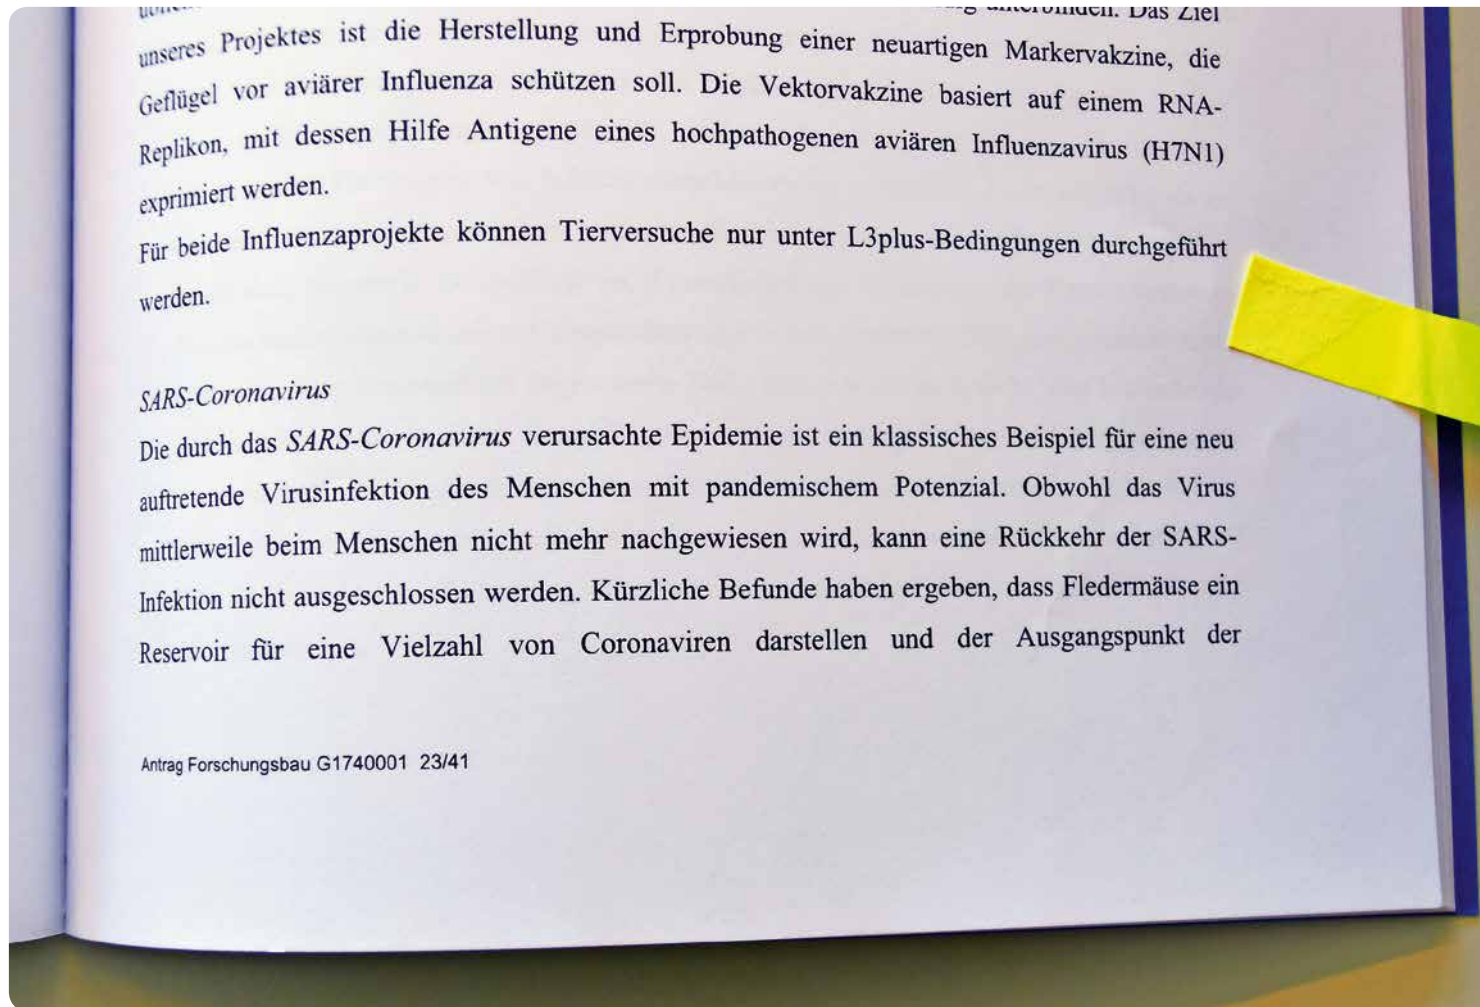 unterbinden. Das Ziel
unseres Projektes ist die Herstellung und Erprobung einer neuartigen Markervakzine, die
Geflügel vor aviärer Influenza schützen soll. Die Vektorvakzine basiert auf einem RNA-
Replikon, mit dessen Hilfe Antigene eines hochpathogenen aviären Influenzavirus (H7N1)
exprimiert werden.
Für beide Influenzaprojekte können Tierversuche nur unter L3plus-Bedingungen durchgeführt
werden.
SARS-Coronavirus
Die durch das SARS-Coronavirus verursachte Epidemie ist ein klassisches Beispiel für eine neu
auftretende Virusinfektion des Menschen mit pandemischem Potenzial. Obwohl das Virus
mittlerweile beim Menschen nicht mehr nachgewiesen wird, kann eine Rückkehr der SARS-
Infektion nicht ausgeschlossen werden. Kürzliche Befunde haben ergeben, dass Fledermäuse ein
Reservoir für eine Vielzahl von Coronaviren darstellen und der Ausgangspunkt der
Antrag Forschungsbau G1740001 23/41